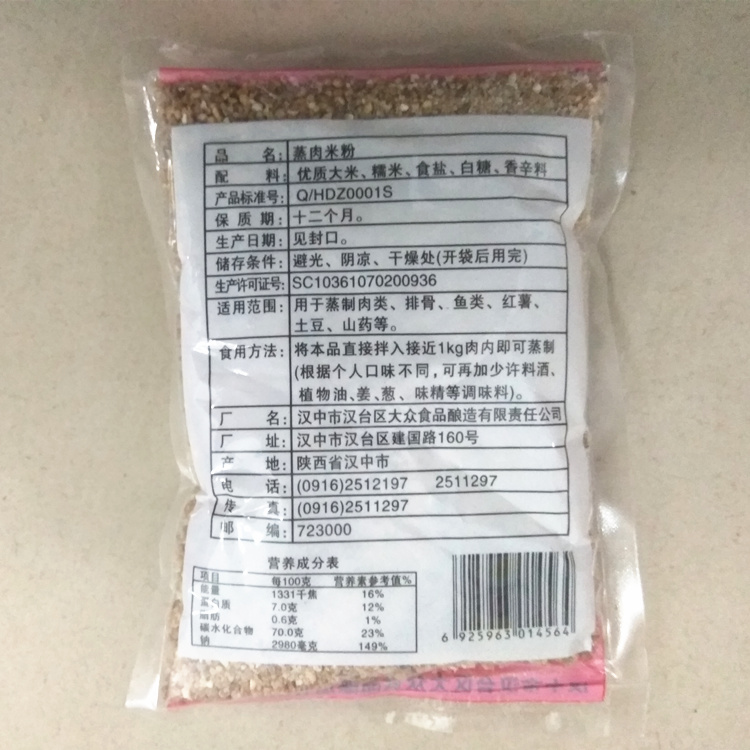 品 名: 蒸肉米粉
配 料: 优质大米、糯米、食盐、白糖、香辛料
产品标准号: Q/HDZ0001S
保 质 期: 十二个月。
生产日期: 见封口。
储存条件: 避光、阴凉、干燥处(开袋后用完)
生产许可证号: SC10361070200936
适用范围: 用于蒸制肉类、排骨、鱼类、红薯、
土豆、山药等。
食用方法: 将本品直接拌入接近1kg肉内即可蒸制
(根据个人口味不同,可再加少许料酒、
植物油、姜、葱、味精等调味料)。
厂 名: 汉中市汉台区大众食品酿造有限责任公司
厂 址: 汉中市汉台区建国路160号
产 地: 陕西省汉中市
电 话: (0916)2512197 2511297
传 真: (0916)2511297
邮 编: 723000
营养成分表
项目 每100克 营养素参考值%
能量 1331千焦 16%
蛋白质 7.0克 12%
脂肪 0.6克 1%
碳水化合物 70.0克 23%
钠 2980毫克 149%
6 925963 014564